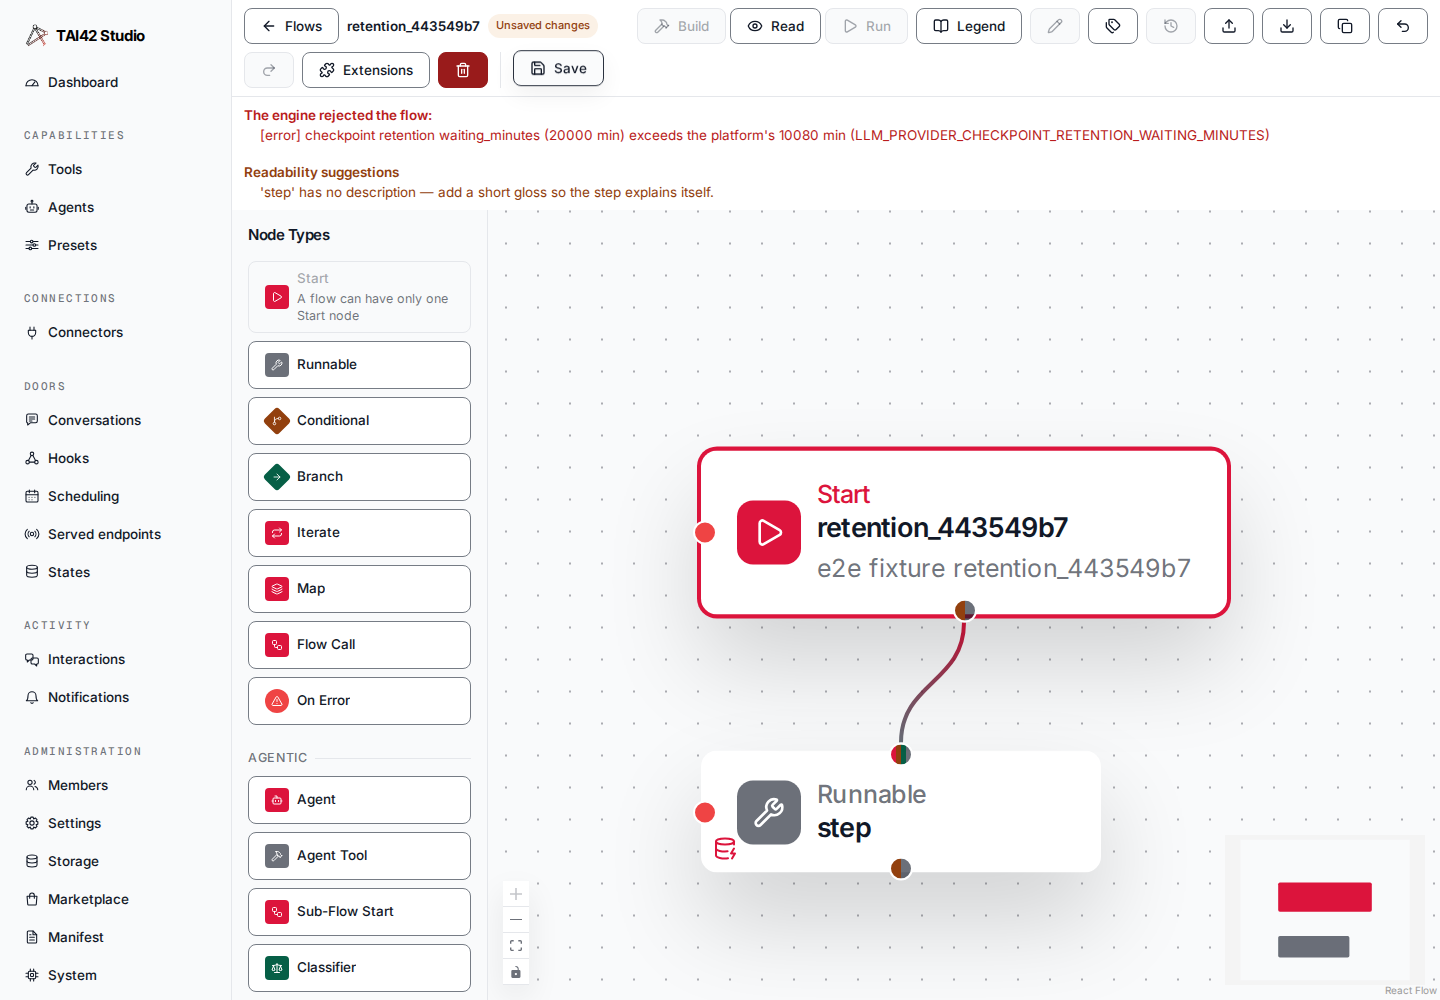 TAI42 Studio
Dashboard
CAPABILITIES
Tools
Agents
Presets
CONNECTIONS
Connectors
DOORS
Conversations
Hooks
Scheduling
Served endpoints
States
ACTIVITY
Interactions
Notifications
ADMINISTRATION
Members
Settings
Storage
Marketplace
Manifest
System
Flows
retention_443549b7
Unsaved changes
Build
Read
Run
Legend
Extensions
Save
The engine rejected the flow:
[error] checkpoint retention waiting_minutes (20000 min) exceeds the platform's 10080 min (LLM_PROVIDER_CHECKPOINT_RETENTION_WAITING_MINUTES)
Readability suggestions
'step' has no description — add a short gloss so the step explains itself.
Node Types
Start
A flow can have only one
Start node
Runnable
Conditional
Branch
Iterate
Map
Flow Call
On Error
AGENTIC
Agent
Agent Tool
Sub-Flow Start
Classifier
Start
retention_443549b7
e2e fixture retention_443549b7
Runnable
step
React Flow